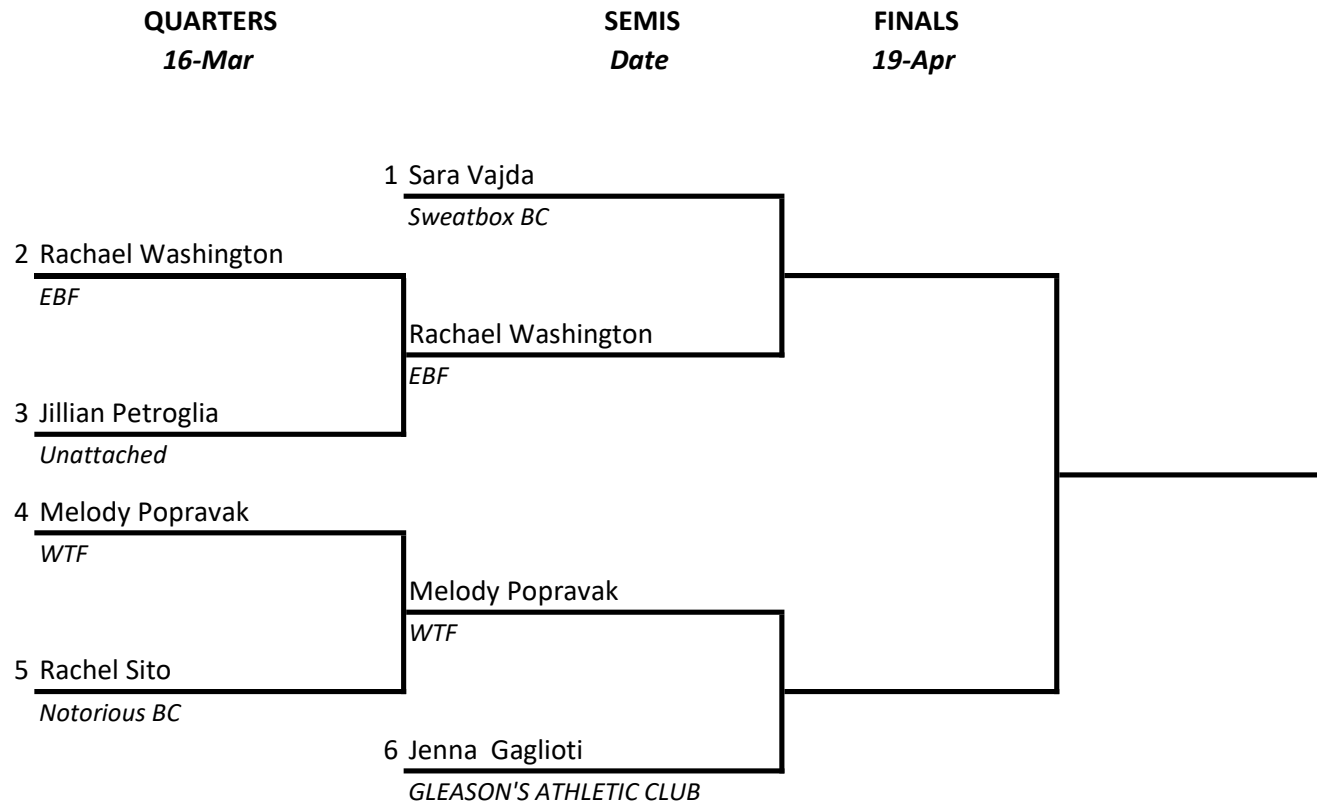 QUARTERS SEMIS FINALS
16-Mar Date 19-Apr
1 Sara Vajda
Sweatbox BC
2 Rachael Washington
EBF
Rachael Washington
EBF
3 Jillian Petroglia
Unattached
4 Melody Popravak
WTF
Melody Popravak
WTF
5 Rachel Sito
Notorious BC
6 Jenna  Gaglioti
GLEASON'S ATHLETIC CLUB